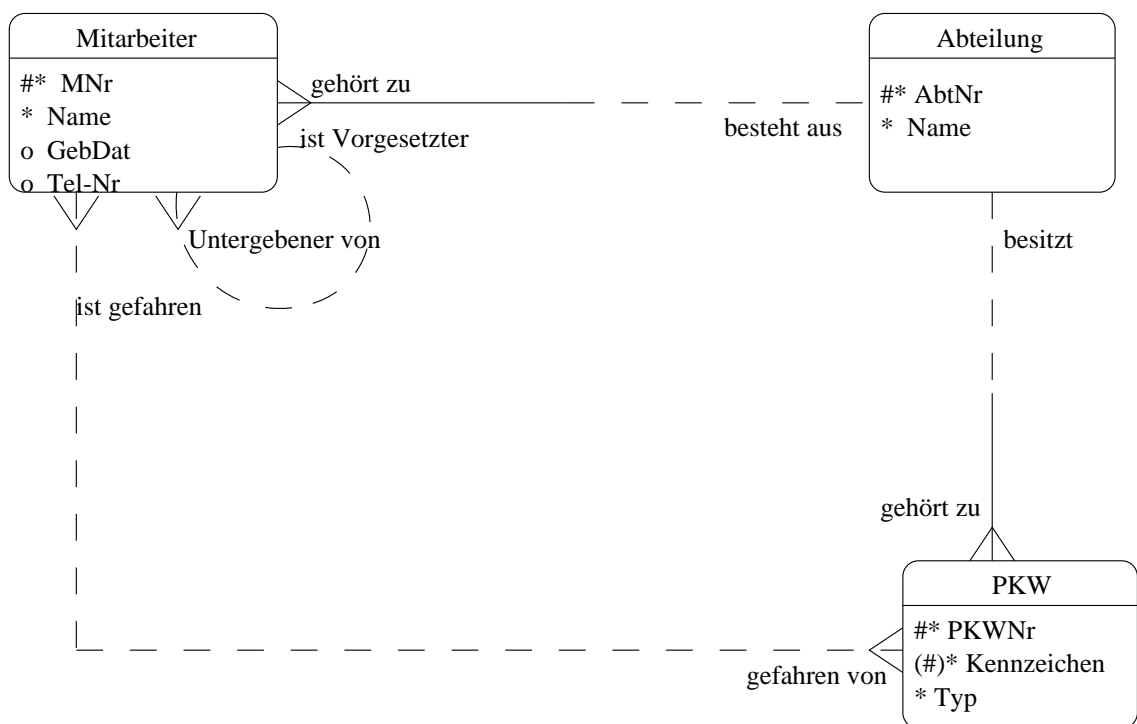 Mitarbeiter
#* MNr
* Name
o GebDat
o Tel-Nr
gehört zu
ist Vorgesetzter
Untergebener von
ist gefahren
besteht aus
Abteilung
#* AbtNr
* Name
besitzt
gehört zu
PKW
#* PKWNr
(#)* Kennzeichen
* Typ
gefahren von